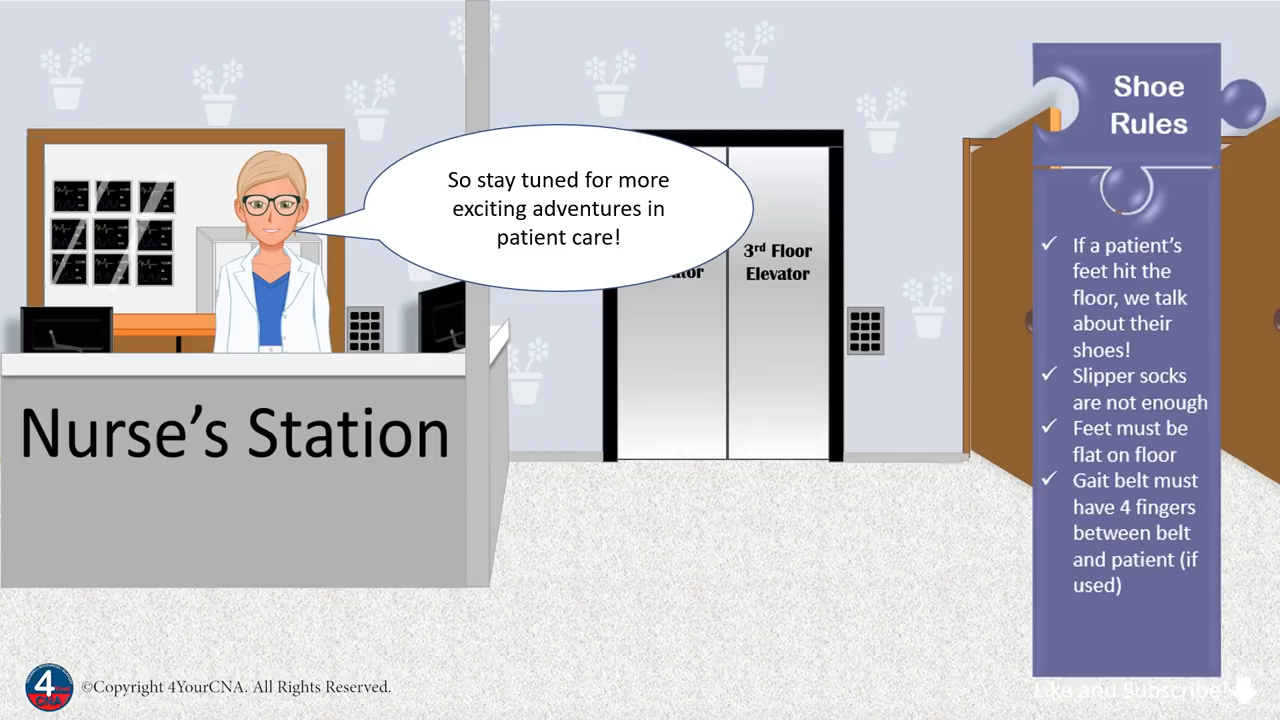 So stay tuned for more
exciting adventures in
patient care!
3rd Floor
Elevator
Nurse's Station
Shoe
Rules
✓ If a patient's
feet hit the
floor, we talk
about their
shoes!
✓ Slipper socks
are not enough
✓ Feet must be
flat on floor
✓ Gait belt must
have 4 fingers
between belt
and patient (if
used)
Like and Subscribe!
4
CNA
©Copyright 4YourCNA. All Rights Reserved.